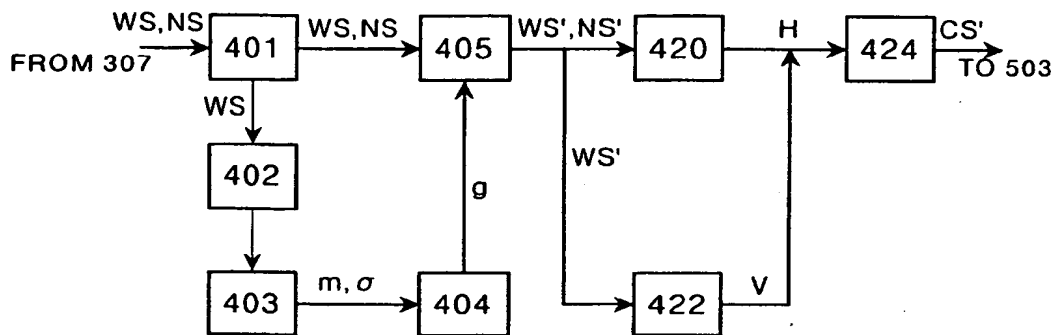 WS,NS
FROM 307
401
WS,NS
405
WS',NS'
420
H
424
CS'
TO 503
WS
402
g
WS'
403
m, σ
404
422
V